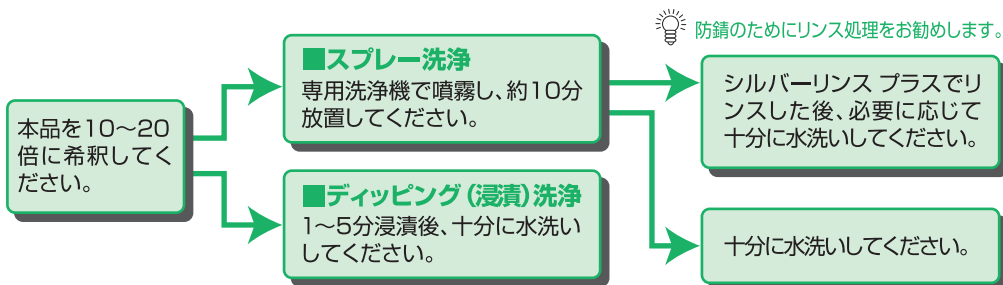 防錆のためにリンス処理をお勧めします。
本品を10〜20
倍に希釈してく
ださい。
■スプレー洗浄
専用洗浄機で噴霧し、約10分
放置してください。
■ディッピング(浸漬)洗浄
1〜5分浸漬後、十分に水洗い
してください。
シルバーリンス プラスでリ
ンスした後、必要に応じて
十分に水洗いしてください。
十分に水洗いしてください。